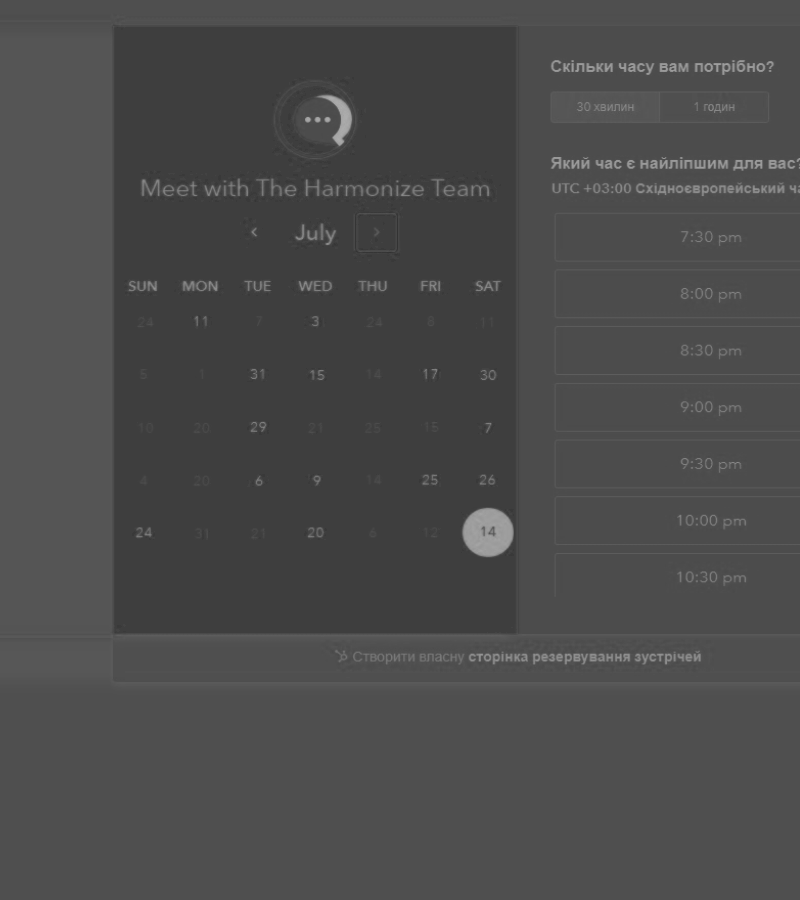 Meet with The Harmonize Team
July
SUN MON TUE WED THU FRI SAT
24 11 7 3 24 8 11
5 1 31 15 14 17 30
10 20 29 21 25 15 7
4 20 6 9 14 25 26
24 31 21 20 6 12 14
Скільки часу вам потрібно?
30 хвилин 1 годин
Який час є найліпшим для вас?
UTC +03:00 Східноєвропейський
7:30 pm
8:00 pm
8:30 pm
9:00 pm
9:30 pm
10:00 pm
10:30 pm
Створити власну сторінка резервування зустрічей